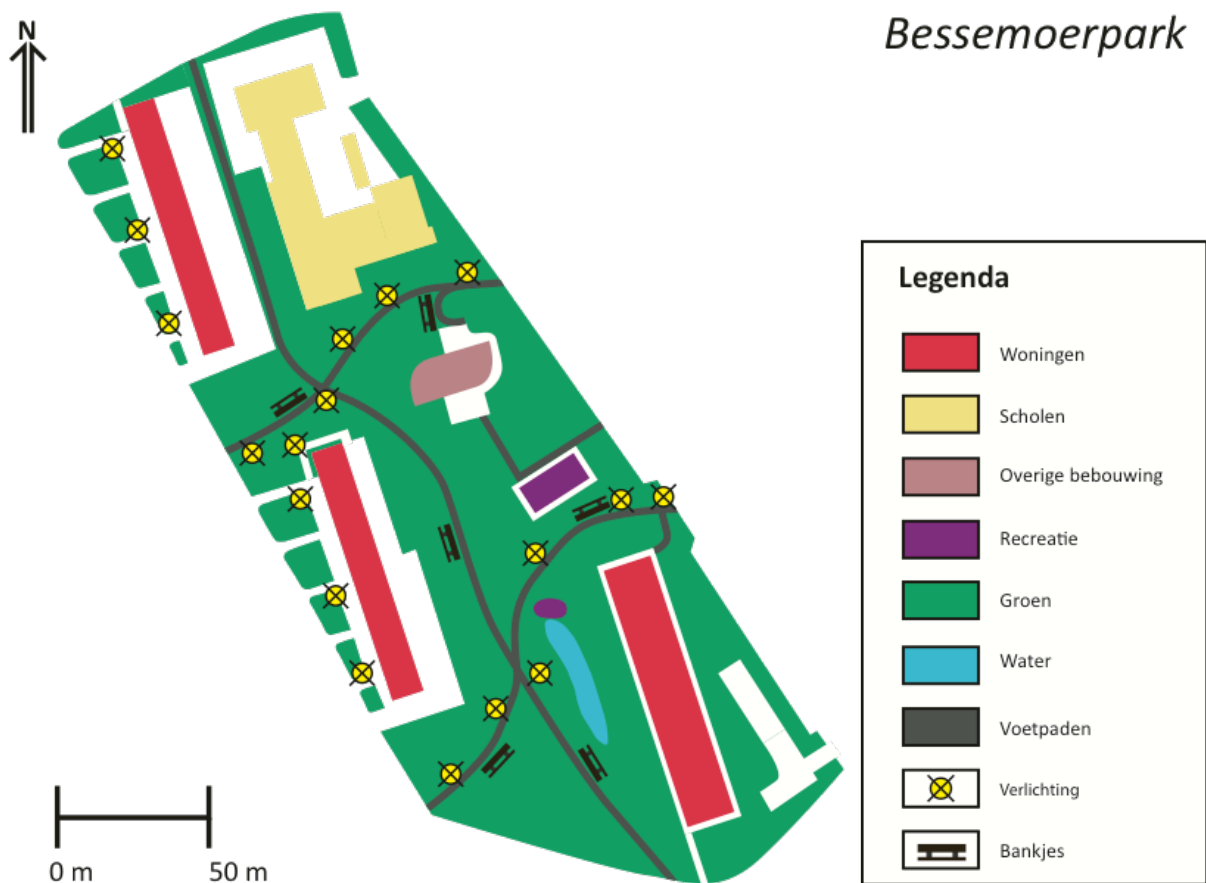 Bessemoerpark
N
Legenda
Woningen
Scholen
Overige bebouwing
Recreatie
Groen
Water
Voetpaden
Verlichting
Bankjes
0 m
50 m